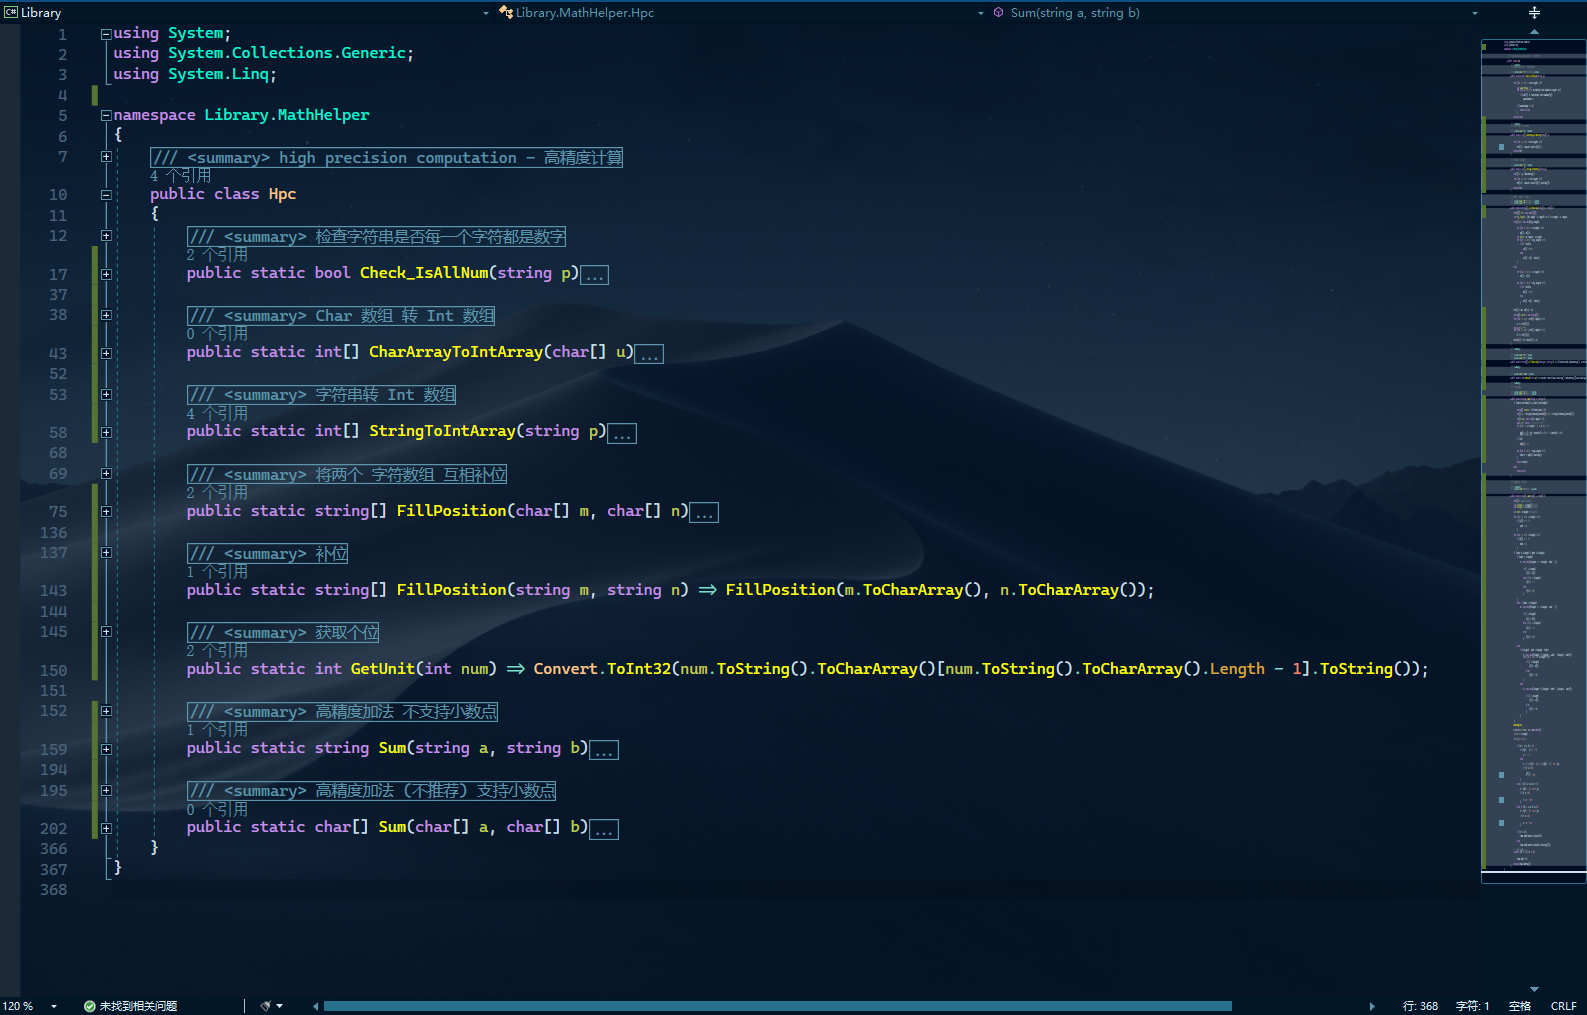 C# Library
Library.MathHelper.Hpc
Sum(string a, string b)
1 using System;
2 using System.Collections.Generic;
3 using System.Linq;
4
5 namespace Library.MathHelper
6 {
7 /// <summary> high precision computation - 高精度计算
4 个引用
10 public class Hpc
11 {
12 /// <summary> 检查字符串是否每一个字符都是数字
2 个引用
17 public static bool Check_IsAllNum(string p)...
37
38 /// <summary> Char 数组 转 Int 数组
0 个引用
43 public static int[] CharArrayToIntArray(char[] u)...
52
53 /// <summary> 字符串转 Int 数组
4 个引用
58 public static int[] StringToIntArray(string p)...
68
69 /// <summary> 将两个 字符数组 互相补位
2 个引用
75 public static string[] FillPosition(char[] m, char[] n)...
136
137 /// <summary> 补位
1 个引用
143 public static string[] FillPosition(string m, string n) => FillPosition(m.ToCharArray(), n.ToCharArray());
144
145 /// <summary> 获取个位
2 个引用
150 public static int GetUnit(int num) => Convert.ToInt32(num.ToString().ToCharArray()[num.ToString().ToCharArray().Length - 1].ToString());
151
152 /// <summary> 高精度加法 不支持小数点
1 个引用
159 public static string Sum(string a, string b)...
194
195 /// <summary> 高精度加法 (不推荐) 支持小数点
0 个引用
202 public static char[] Sum(char[] a, char[] b)...
366 }
367 }
368
120 % 未找到相关问题 行: 368 字符: 1 空格 CRLF